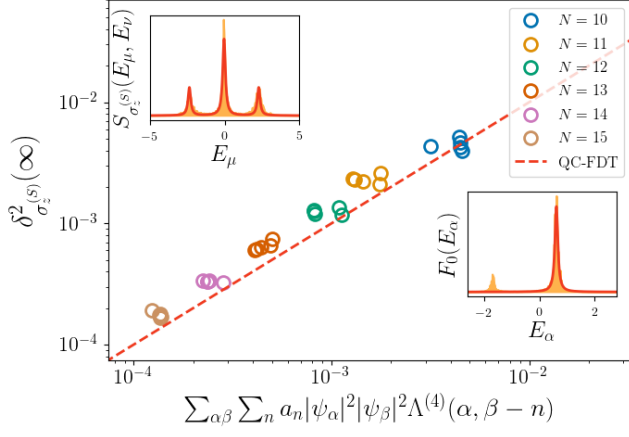 S_{σ_z^{(S)}}(E_μ, E_ν)
−5 0 5
E_μ
N = 10
N = 11
N = 12
N = 13
N = 14
N = 15
QC-FDT
10^{−2}
10^{−3}
10^{−4}
δ²_{σ_z^{(S)}}(∞)
F_0(E_α)
−2 0 2
E_α
10^{−4} 10^{−3} 10^{−2}
∑_{αβ} ∑_n a_n|ψ_α|²|ψ_β|²Λ^{(4)}(α, β − n)